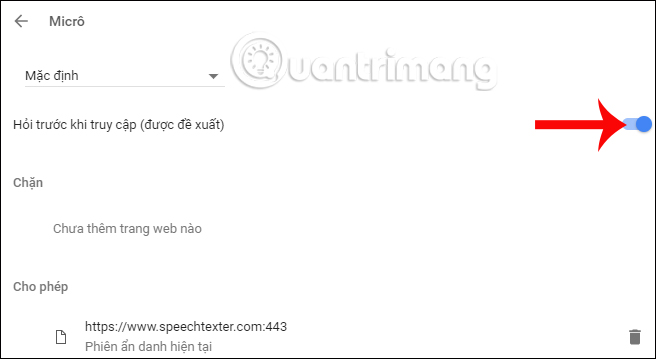 Micrô
Quantrimang
Mặc định
Hỏi trước khi truy cập (được đề xuất)
Chặn
Chưa thêm trang web nào
Cho phép
https://www.speechtexter.com:443
Phiên ẩn danh hiện tại